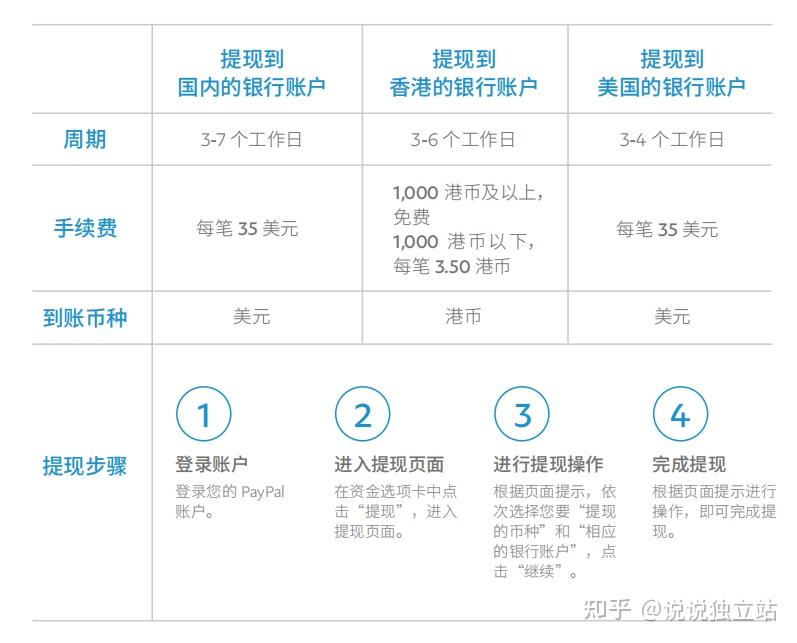 提现到
国内的银行账户
提现到
香港的银行账户
提现到
美国的银行账户
周期
3-7 个工作日
3-6 个工作日
3-4 个工作日
手续费
每笔 35 美元
1,000 港币及以上，
免费
1,000 港币以下，
每笔 3.50 港币
每笔 35 美元
到账币种
美元
港币
美元
提现步骤
1
登录账户
登录您的 PayPal
账户。
2
进入提现页面
在资金选项卡中点
击“提现”，进入
提现页面。
3
进行提现操作
根据页面提示，依
次选择您要“提现
的币种”和“相应
的银行账户”，点
击“继续”。
4
完成提现
根据页面提示进行
操作，即可完成提
现。
知乎 @说说独立站